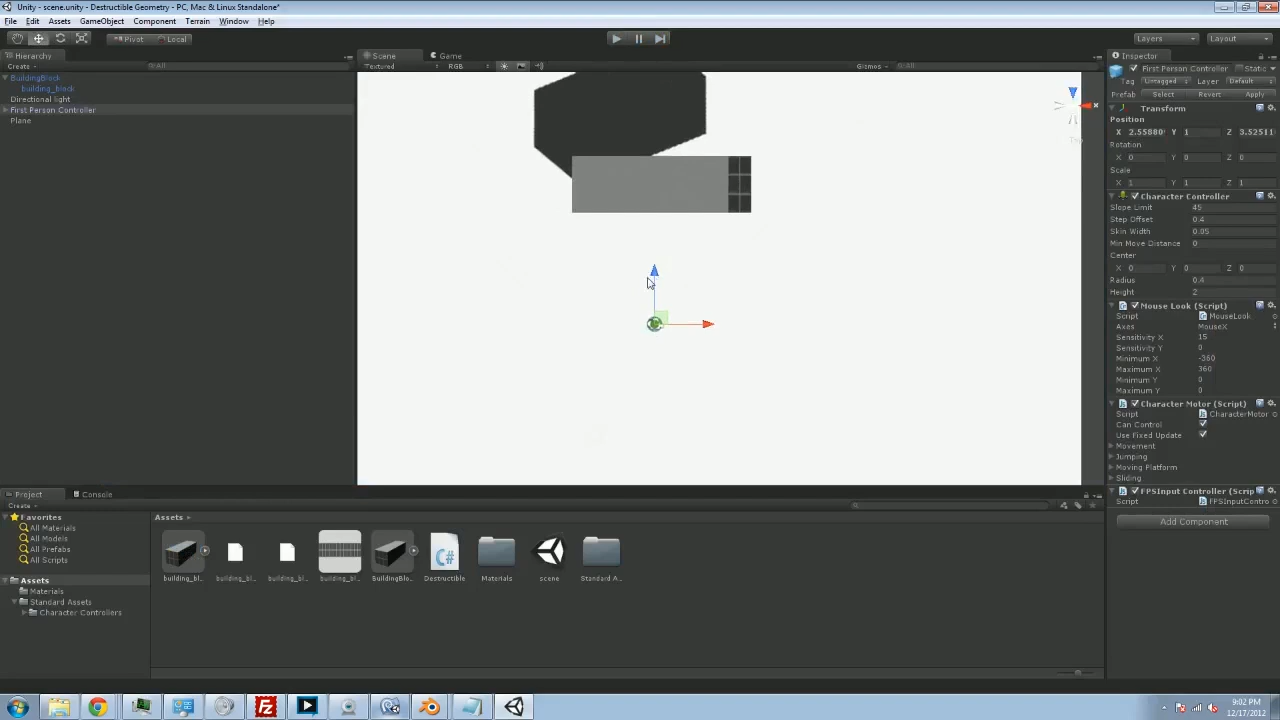 Unity - scene.unity - Destructible Geometry - PC, Mac & Linux Standalone*
File Edit Assets GameObject Component Terrain Window Help
Pivot Local Layers Layout
Hierarchy
Create All
BuildingBlock
building_block
Directional light
First Person Controller
Plane
Scene Game
Textured RGB Gizmos All
Inspector
First Person Controller Static
Tag Untagged Layer Default
Prefab Select Revert Apply
Transform
Position
X 2.55880 Y 1 Z 3.52511
Rotation
X 0 Y 0 Z 0
Scale
X 1 Y 1 Z 1
Character Controller
Slope Limit 45
Step Offset 0.4
Skin Width 0.05
Min Move Distance 0
Center
X 0 Y 0 Z 0
Radius 0.4
Height 2
Mouse Look (Script)
Script MouseLook
Axes MouseX
Sensitivity X 15
Sensitivity Y 0
Minimum X -360
Maximum X 360
Minimum Y 0
Maximum Y 0
Character Motor (Script)
Script CharacterMotor
Can Control
Use Fixed Update
Movement
Jumping
Moving Platform
Sliding
FPSInput Controller (Scrip
Script FPSInputContro
Add Component
Project Console
Create
Favorites
All Materials
All Models
All Prefabs
All Scripts
Assets
Materials
Standard Assets
Character Controllers
Assets
building_bl... building_bl... building_bl... building_bl... BuildingBlo... Destructible Materials scene Standard A...
9:02 PM
12/17/2012